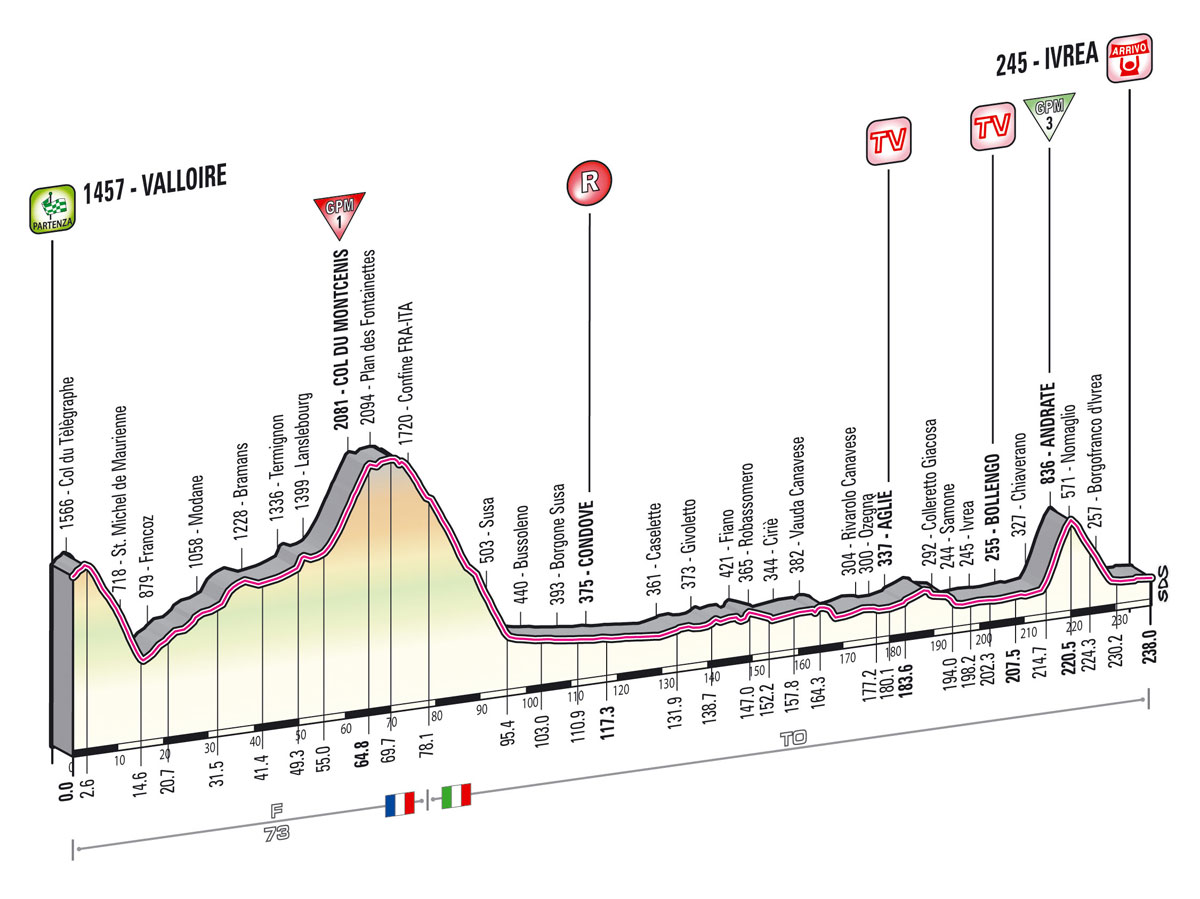 PARTENZA
1457 - VALLOIRE
1566 - Col du Télégraphe
718 - St. Michel de Maurienne
879 - Francoz
1058 - Modane
1228 - Bramans
1336 - Termignon
1399 - Lanslebourg
GPM
1
2081 - COL DU MONTCENIS
2094 - Plan des Fontainettes
1720 - Confine FRA-ITA
503 - Susa
440 - Bussoleno
393 - Borgone Susa
R
375 - CONDOVE
361 - Caselette
373 - Givoletto
421 - Fiano
365 - Robassomero
344 - Ciriè
382 - Vauda Canavese
304 - Rivarolo Canavese
300 - Ozegna
TV
337 - AGLIÈ
292 - Colleretto Giacosa
244 - Samone
245 - Ivrea
TV
255 - BOLLENGO
327 - Chiaverano
GPM
3
836 - ANDRATE
571 - Nomaglio
257 - Borgofranco d'Ivrea
245 - IVREA
ARRIVO
SDS
0 10 20 30 40 50 60 70 80 90 100 110 120 130 140 150 160 170 180 190 200 210 220 230
0.0
2.6
14.6
20.7
31.5
41.4
49.3
55.0
64.8
69.7
78.1
95.4
103.0
110.9
117.3
131.9
138.7
147.0
152.2
157.8
164.3
177.2
180.1
183.6
194.0
198.2
202.3
207.5
214.7
220.5
224.3
230.2
238.0
F
73
TO